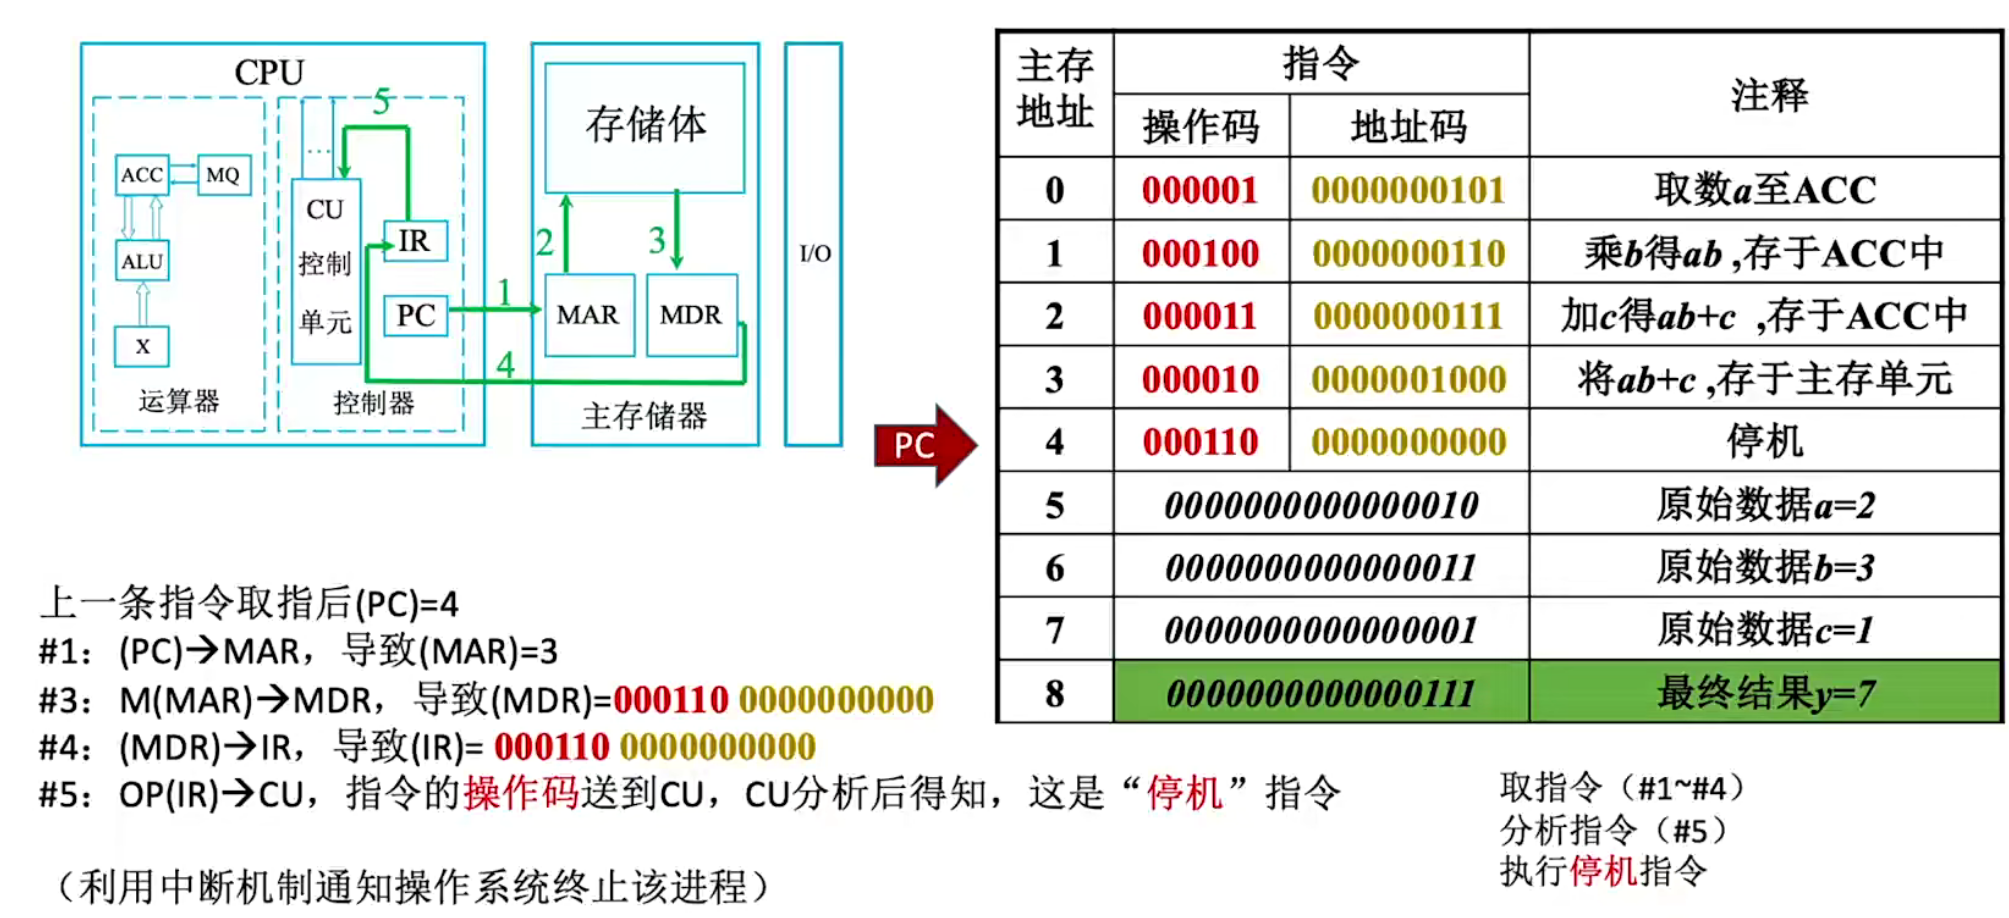 CPU
5
ACC
MQ
ALU
X
运算器
...
CU
控制
单元
IR
PC
控制器
1
2
3
4
存储体
MAR
MDR
主存储器
I/O
PC
主存地址 指令 注释
操作码 地址码
0 000001 0000000101 取数a至ACC
1 000100 0000000110 乘b得ab ,存于ACC中
2 000011 0000000111 加c得ab+c ,存于ACC中
3 000010 0000001000 将ab+c ,存于主存单元
4 000110 0000000000 停机
5 0000000000000010 原始数据a=2
6 0000000000000011 原始数据b=3
7 0000000000000001 原始数据c=1
8 0000000000000111 最终结果y=7
上一条指令取指后(PC)=4
#1：(PC)→MAR，导致(MAR)=3
#3：M(MAR)→MDR，导致(MDR)=000110 0000000000
#4：(MDR)→IR，导致(IR)= 000110 0000000000
#5：OP(IR)→CU，指令的操作码送到CU，CU分析后得知，这是“停机”指令
（利用中断机制通知操作系统终止该进程）
取指令（#1~#4）
分析指令（#5）
执行停机指令